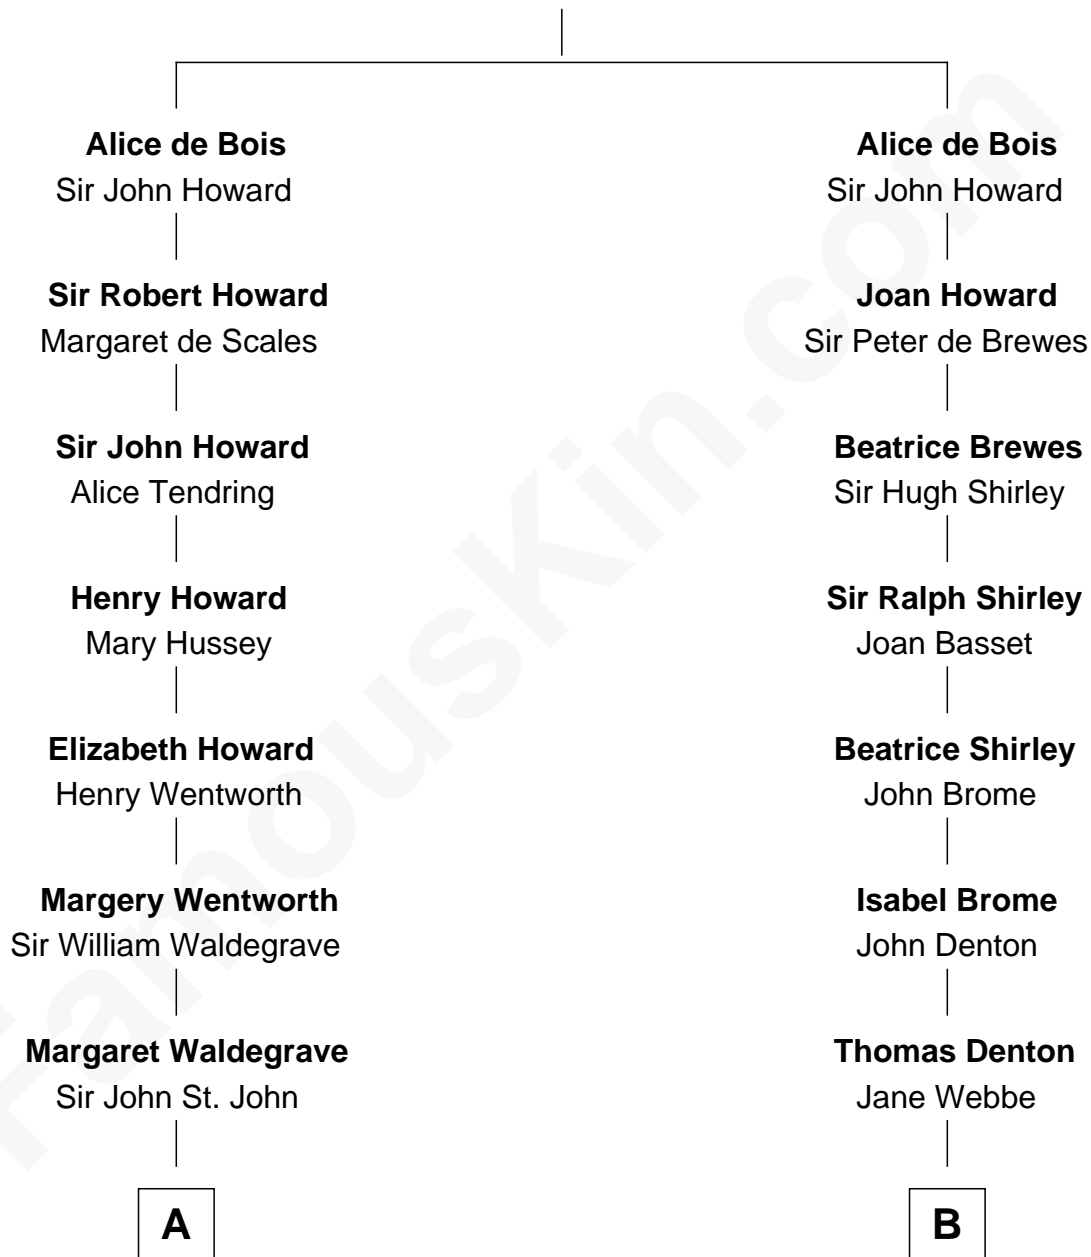 Alice de Bois
Sir John Howard
Sir Robert Howard
Margaret de Scales
Sir John Howard
Alice Tendring
Henry Howard
Mary Hussey
Elizabeth Howard
Henry Wentworth
Margery Wentworth
Sir William Waldegrave
Margaret Waldegrave
Sir John St. John
A
Alice de Bois
Sir John Howard
Joan Howard
Sir Peter de Brewes
Beatrice Brewes
Sir Hugh Shirley
Sir Ralph Shirley
Joan Basset
Beatrice Shirley
John Brome
Isabel Brome
John Denton
Thomas Denton
Jane Webbe
B
FamousKin.com